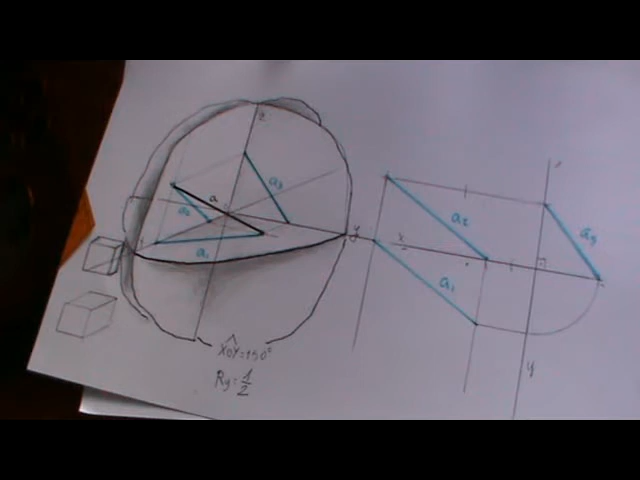 z
a
a₃
a₂
a₁
y
x
a₂
a₃
a₁
y
XOY=150°
Ry=1/2